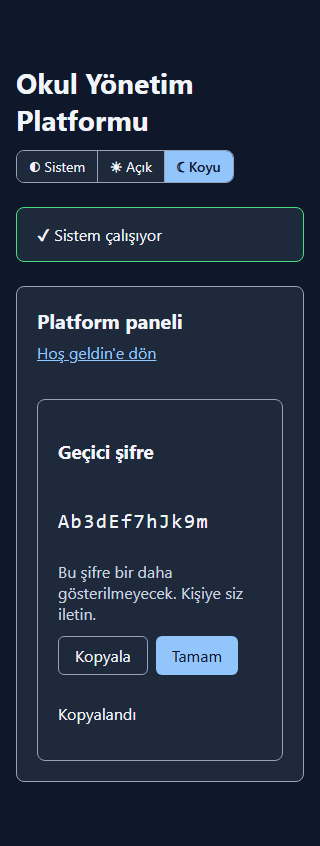 Okul Yönetim
Platformu
◐ Sistem ☀ Açık ☾ Koyu
✓ Sistem çalışıyor
Platform paneli
Hoş geldin'e dön
Geçici şifre
Ab3dEf7hJk9m
Bu şifre bir daha
gösterilmeyecek. Kişiye siz
iletin.
Kopyala Tamam
Kopyalandı